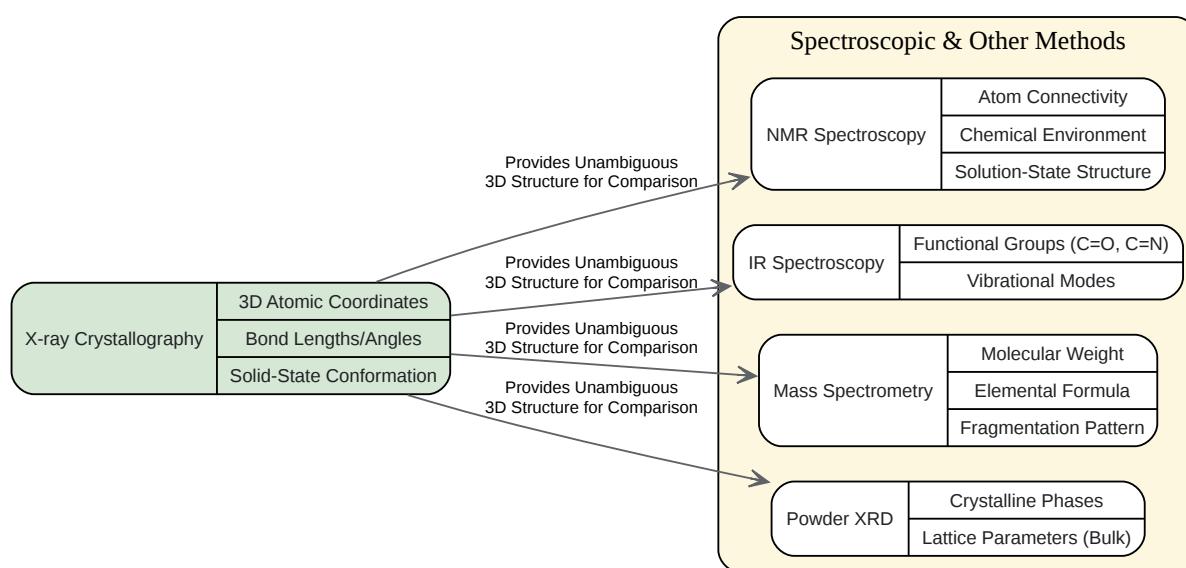 Spectroscopic & Other Methods
NMR Spectroscopy
Atom Connectivity
Chemical Environment
Solution-State Structure
Provides Unambiguous
3D Structure for Comparison
IR Spectroscopy
Functional Groups (C=O, C=N)
Vibrational Modes
Provides Unambiguous
3D Structure for Comparison
X-ray Crystallography
3D Atomic Coordinates
Bond Lengths/Angles
Solid-State Conformation
Provides Unambiguous
3D Structure for Comparison
Mass Spectrometry
Molecular Weight
Elemental Formula
Fragmentation Pattern
Provides Unambiguous
3D Structure for Comparison
Powder XRD
Crystalline Phases
Lattice Parameters (Bulk)